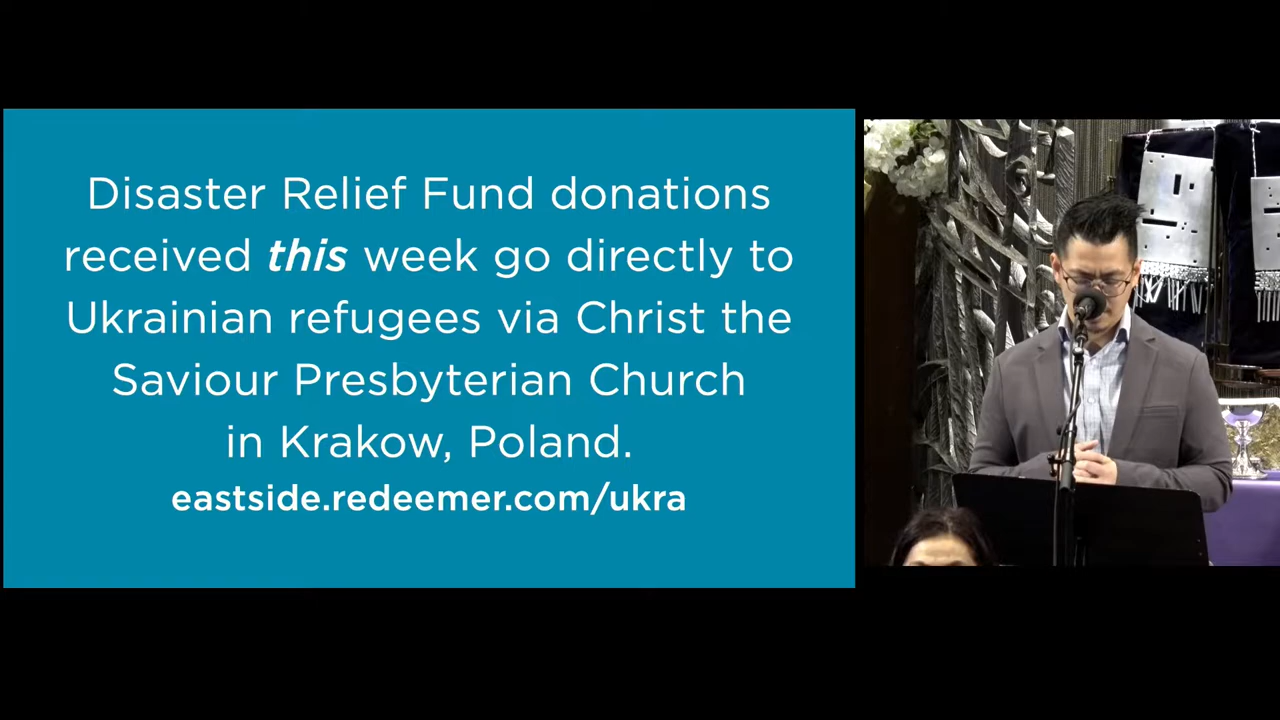 Disaster Relief Fund donations
received this week go directly to
Ukrainian refugees via Christ the
Saviour Presbyterian Church
in Krakow, Poland.
eastside.redeemer.com/ukra